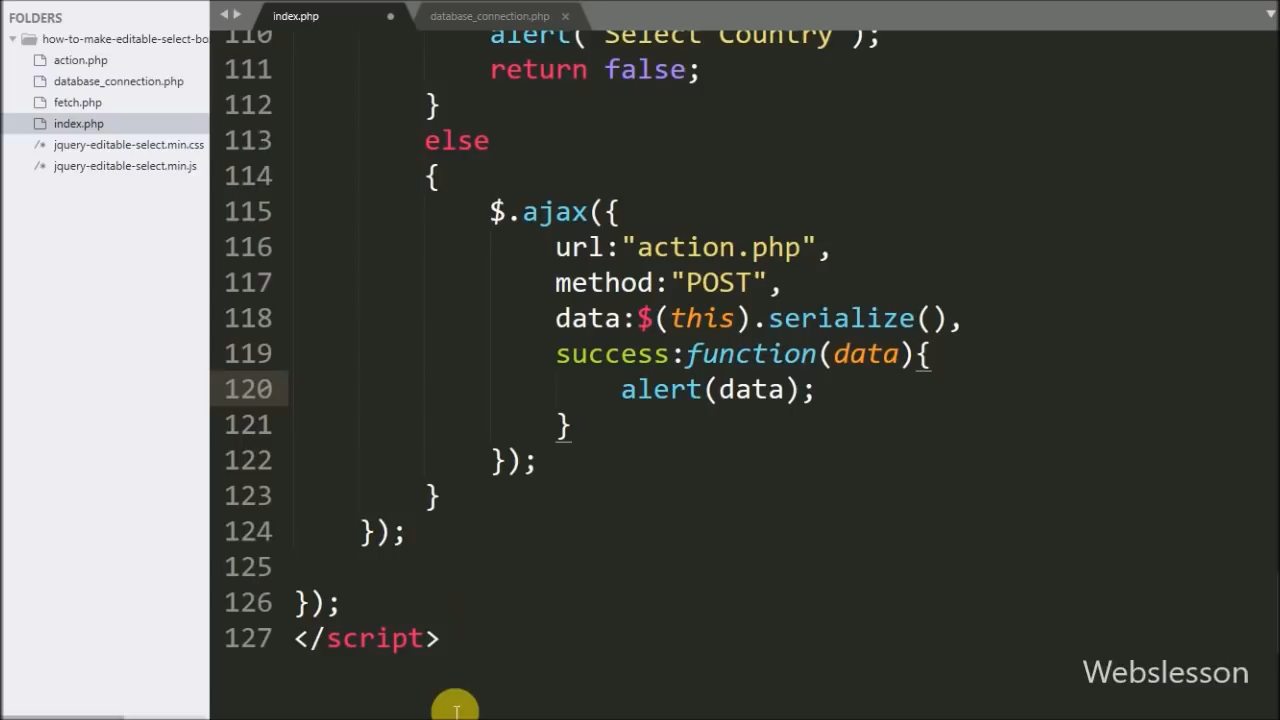 FOLDERS
how-to-make-editable-select-bo
action.php
database_connection.php
fetch.php
index.php
/* jquery-editable-select.min.css
/* jquery-editable-select.min.js
index.php
database_connection.php
110 alert("Select Country");
111 return false;
112 }
113 else
114 {
115 $.ajax({
116 url:"action.php",
117 method:"POST",
118 data:$(this).serialize(),
119 success:function(data){
120 alert(data);
121 }
122 });
123 }
124 });
125
126 });
127 </script>
Webslesson